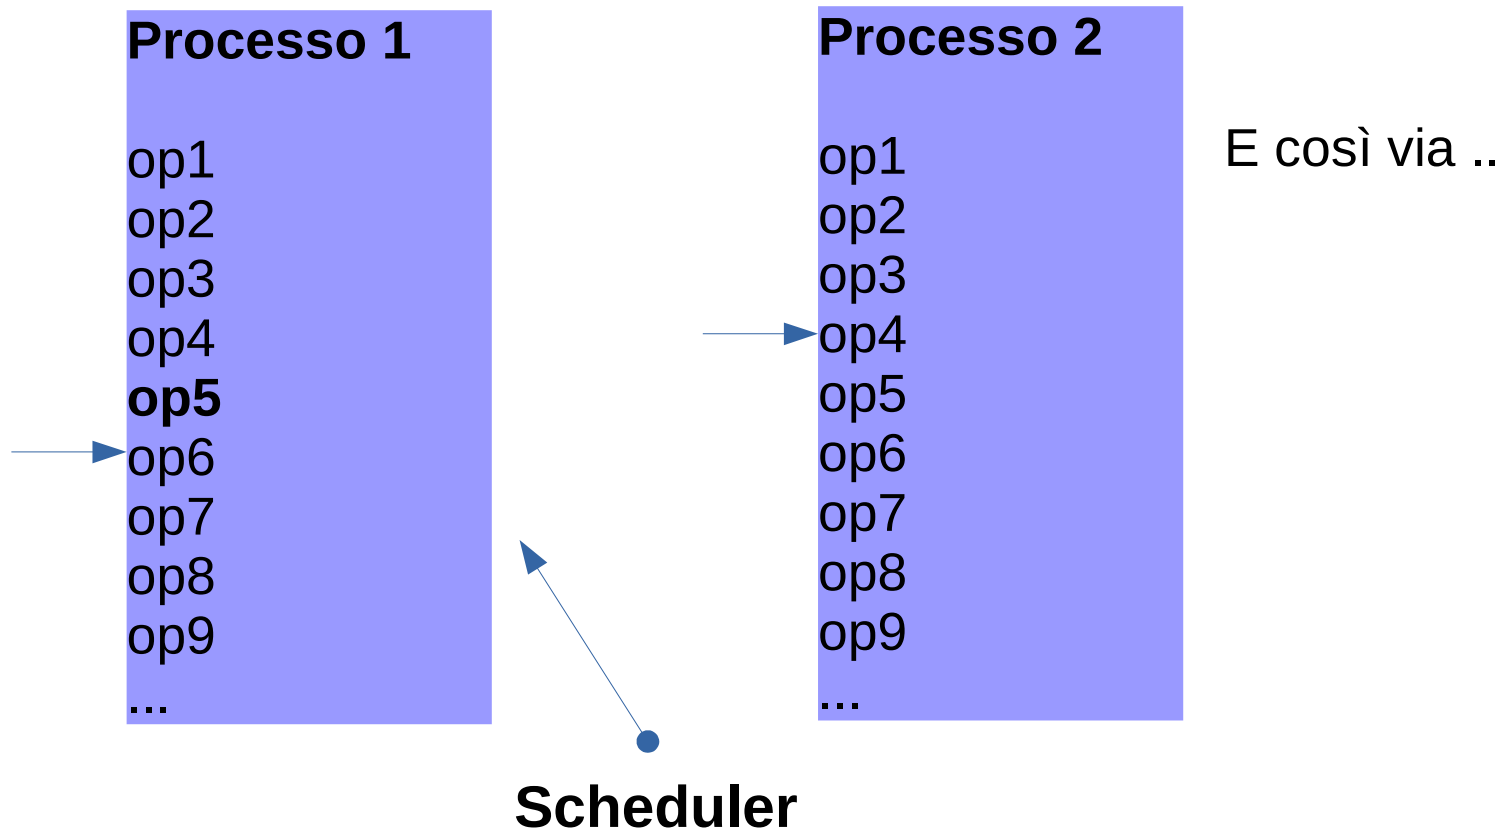 Processo 1
op1
op2
op3
op4
op5
op6
op7
op8
op9
...
Processo 2
op1
op2
op3
op4
op5
op6
op7
op8
op9
...
E così via ..
Scheduler